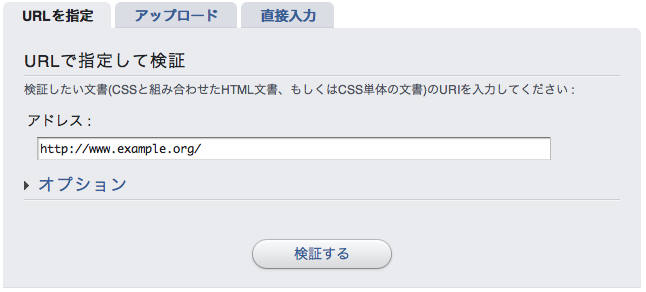 URLを指定 アップロード 直接入力
URLで指定して検証
検証したい文書(CSSと組み合わせたHTML文書、もしくはCSS単体の文書)のURIを入力してください :
アドレス :
http://www.example.org/
オプション
検証する